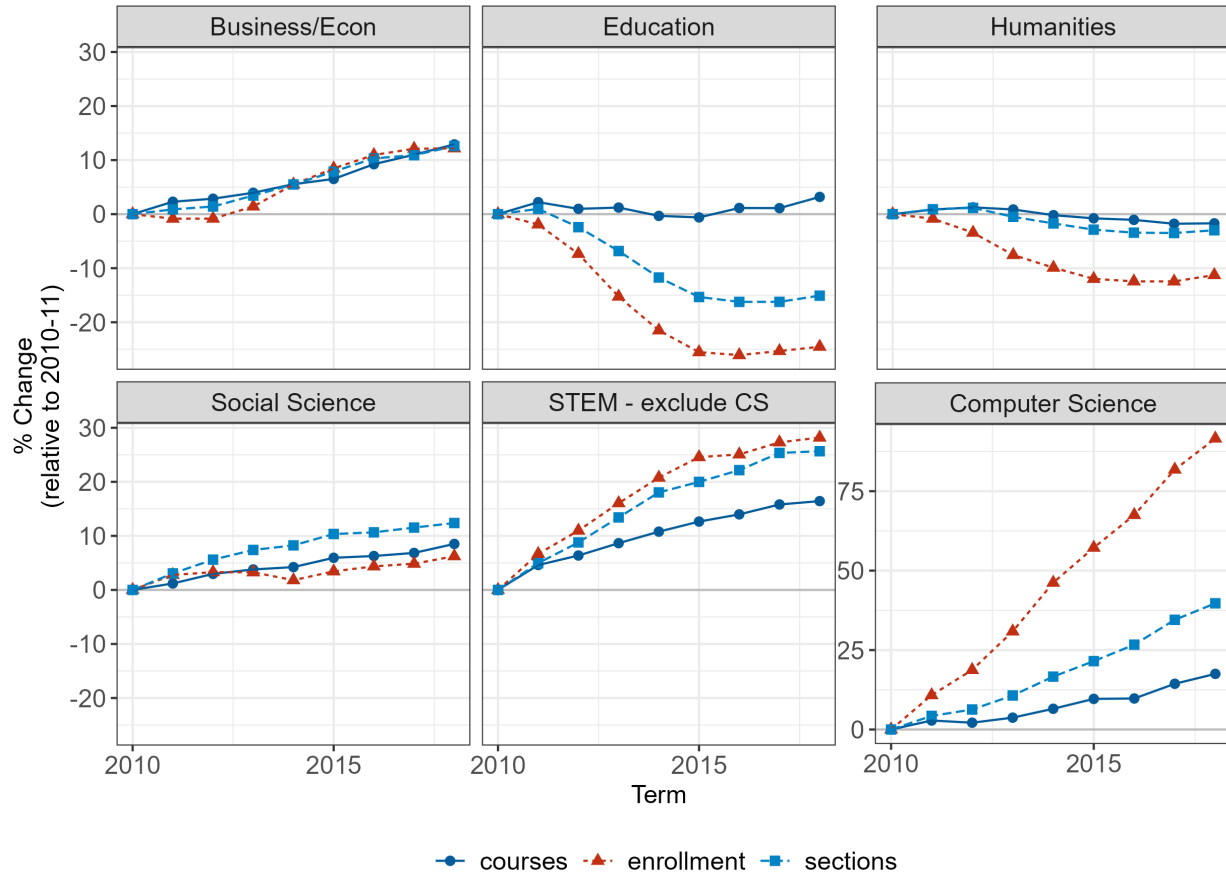 Business/Econ
Education
Humanities
30
20
10
0
-10
-20
% Change
(relative to 2010-11)
Social Science
STEM - exclude CS
Computer Science
30
20
10
0
-10
-20
75
50
25
0
2010
2015
2010
2015
2010
2015
Term
courses enrollment sections